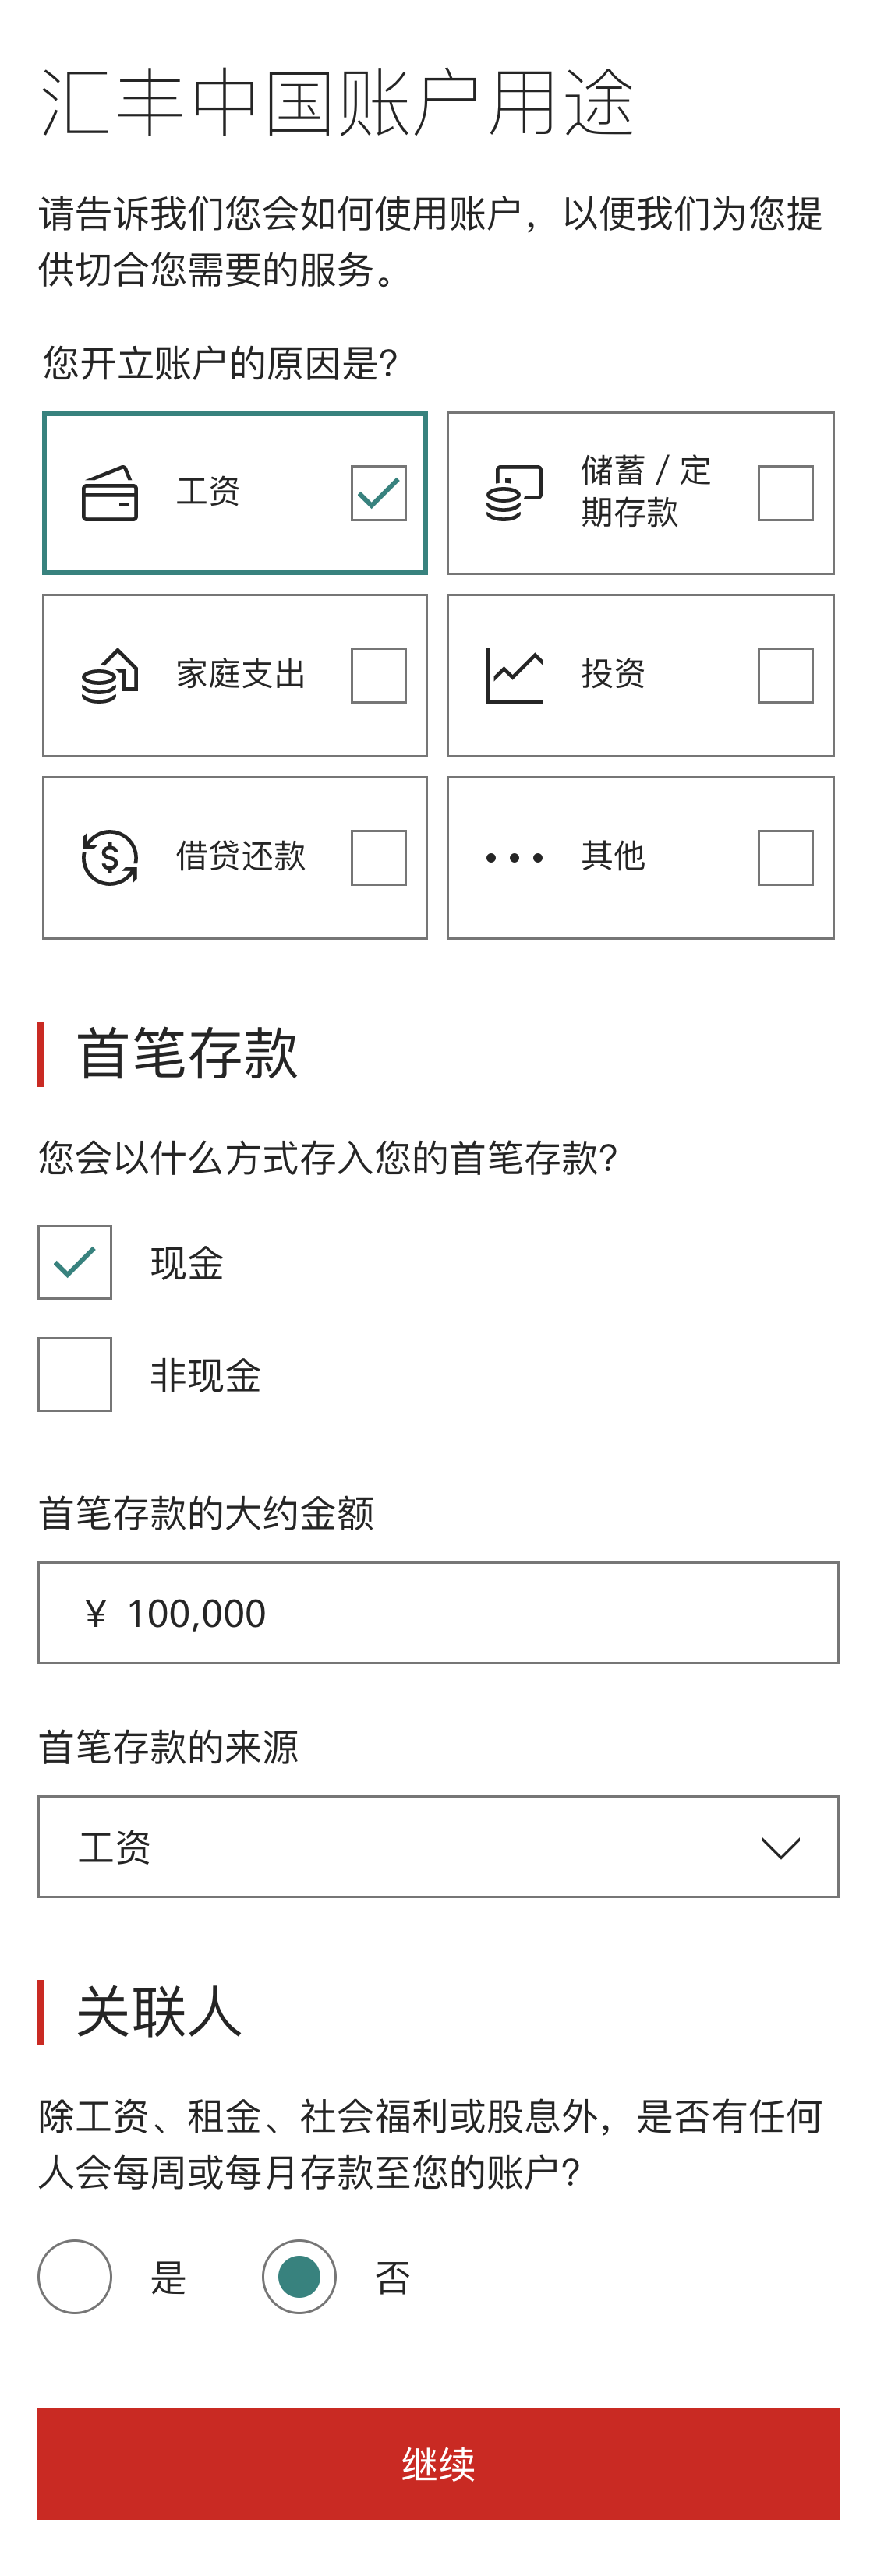 汇丰中国账户用途
请告诉我们您会如何使用账户，以便我们为您提
供切合您需要的服务。
您开立账户的原因是?
工资
储蓄 / 定
期存款
家庭支出
投资
借贷还款
其他
首笔存款
您会以什么方式存入您的首笔存款?
现金
非现金
首笔存款的大约金额
¥ 100,000
首笔存款的来源
工资
关联人
除工资、租金、社会福利或股息外，是否有任何
人会每周或每月存款至您的账户?
是 否
继续